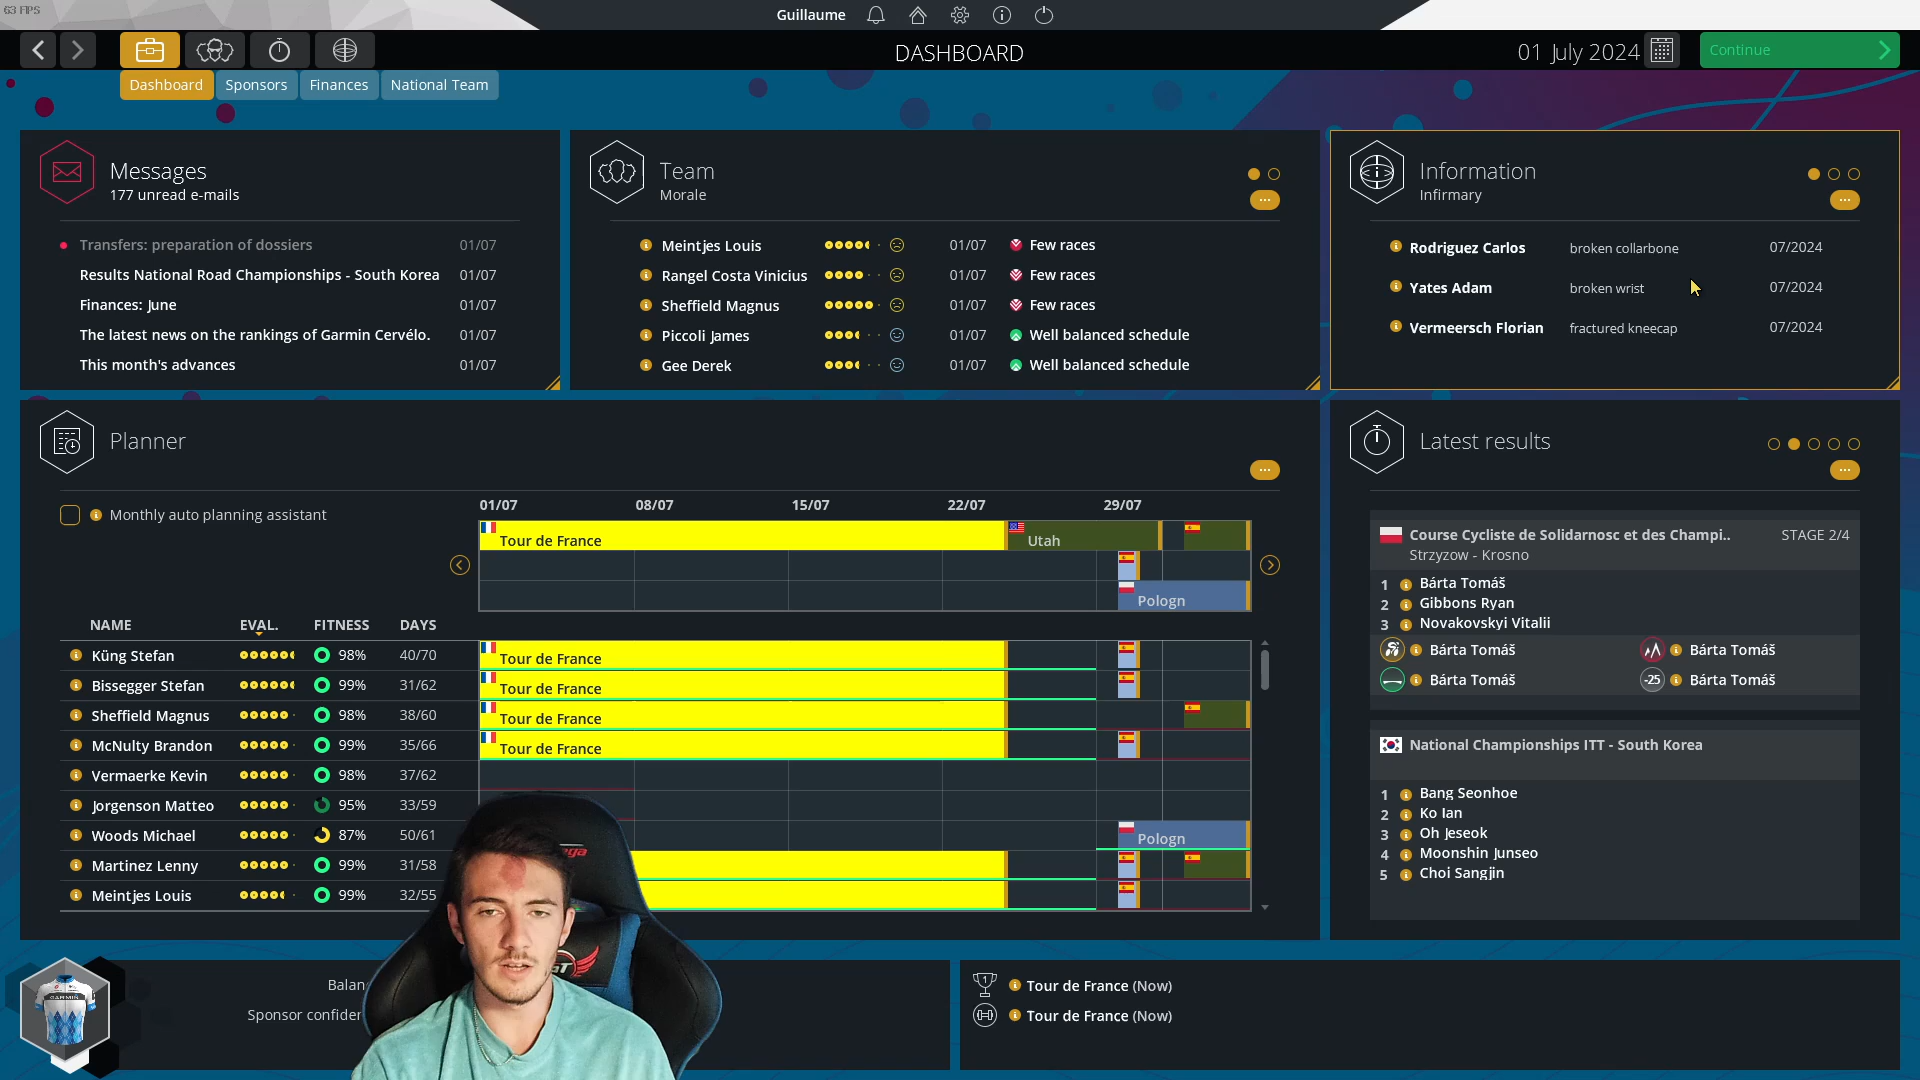 63 FPS
Guillaume
DASHBOARD
01 July 2024
Continue
Dashboard
Sponsors
Finances
National Team
Messages
177 unread e-mails
Transfers: preparation of dossiers 01/07
Results National Road Championships - South Korea 01/07
Finances: June 01/07
The latest news on the rankings of Garmin Cervélo. 01/07
This month's advances 01/07
Team
Morale
Meintjes Louis 01/07 Few races
Rangel Costa Vinicius 01/07 Few races
Sheffield Magnus 01/07 Few races
Piccoli James 01/07 Well balanced schedule
Gee Derek 01/07 Well balanced schedule
Information
Infirmary
Rodriguez Carlos broken collarbone 07/2024
Yates Adam broken wrist 07/2024
Vermeersch Florian fractured kneecap 07/2024
Planner
Monthly auto planning assistant
01/07 08/07 15/07 22/07 29/07
Tour de France Utah
Pologn
NAME EVAL. FITNESS DAYS
Küng Stefan 98% 40/70 Tour de France
Bissegger Stefan 99% 31/62 Tour de France
Sheffield Magnus 98% 38/60 Tour de France
McNulty Brandon 99% 35/66 Tour de France
Vermaerke Kevin 98% 37/62
Jorgenson Matteo 95% 33/59
Woods Michael 87% 50/61 Pologn
Martinez Lenny 99% 31/58
Meintjes Louis 99% 32/55
Latest results
Course Cycliste de Solidarnosc et des Champi.. STAGE 2/4
Strzyzow - Krosno
1 Bárta Tomáš
2 Gibbons Ryan
3 Novakovskyi Vitalii
Bárta Tomáš Bárta Tomáš
Bárta Tomáš -25 Bárta Tomáš
National Championships ITT - South Korea
1 Bang Seonhoe
2 Ko Ian
3 Oh Jeseok
4 Moonshin Junseo
5 Choi Sangjin
Balan
Sponsor confider
GARMIN
Tour de France (Now)
Tour de France (Now)